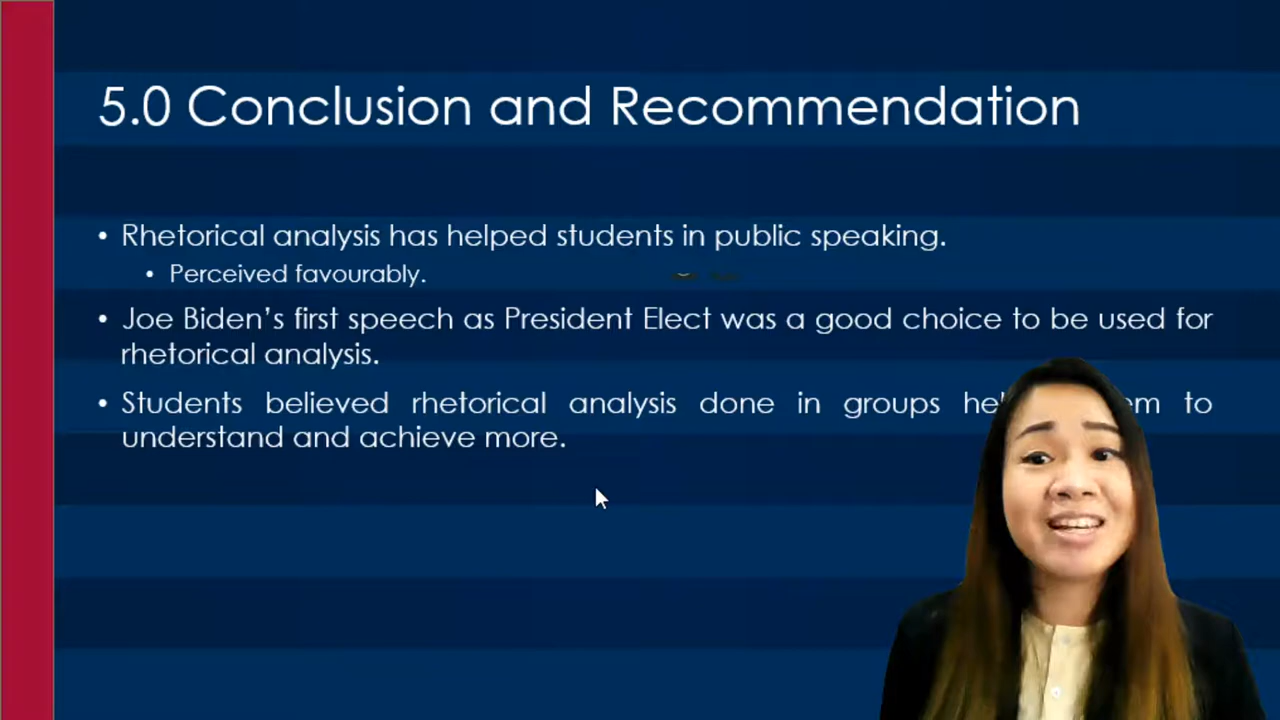 5.0 Conclusion and Recommendation
• Rhetorical analysis has helped students in public speaking.
• Perceived favourably.
• Joe Biden’s first speech as President Elect was a good choice to be used for
rhetorical analysis.
• Students believed rhetorical analysis done in groups to
understand and achieve more.